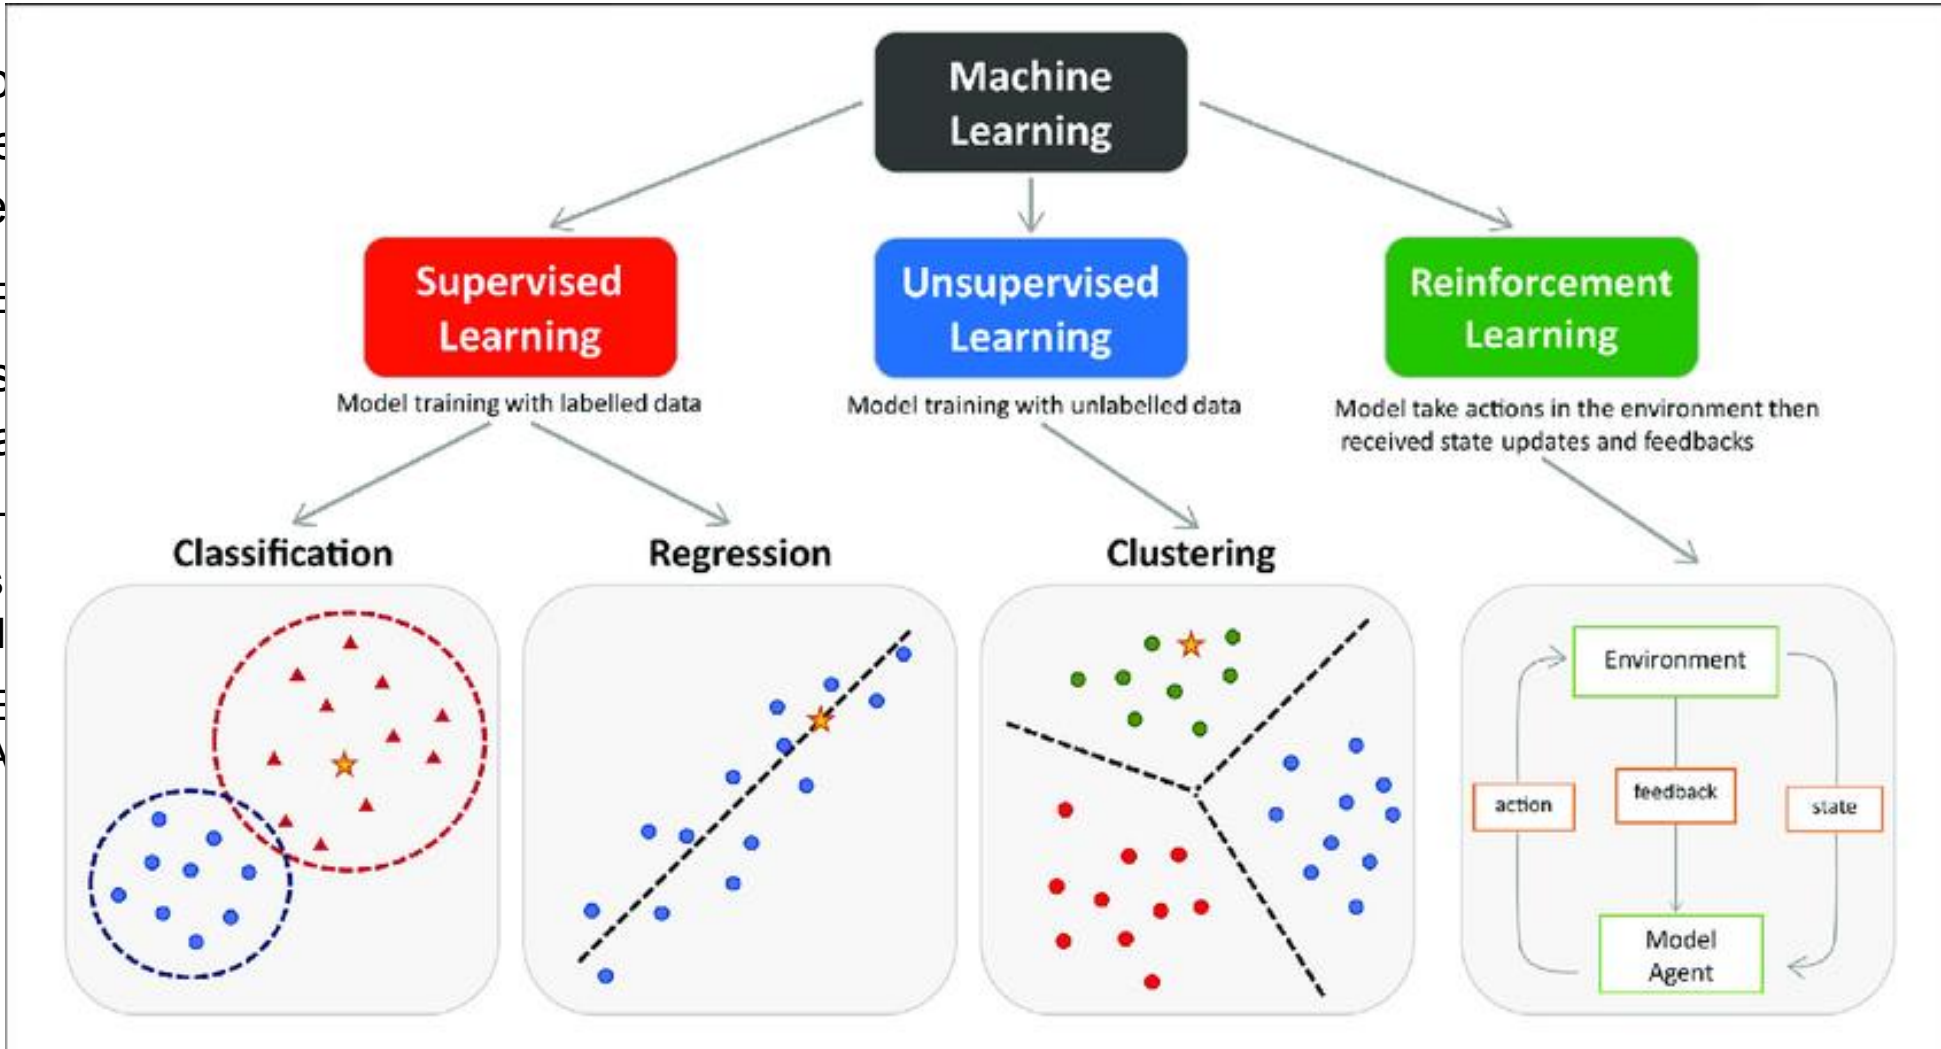 Machine
Learning
Supervised
Learning
Unsupervised
Learning
Reinforcement
Learning
Model training with labelled data
Model training with unlabelled data
Model take actions in the environment then
received state updates and feedbacks
Classification
Regression
Clustering
Environment
action
feedback
state
Model
Agent